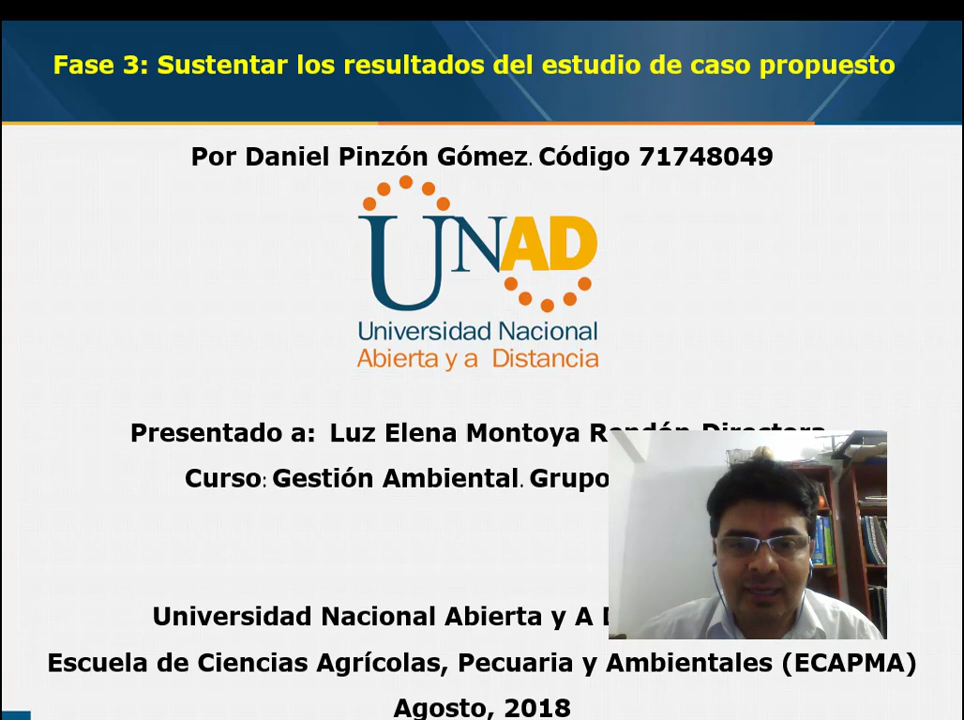 Fase 3: Sustentar los resultados del estudio de caso propuesto
Por Daniel Pinzón Gómez. Código 71748049
UNAD
Universidad Nacional
Abierta y a Distancia
Presentado a: Luz Elena Montoya Rendón Directora
Curso: Gestión Ambiental. Grupo
Universidad Nacional Abierta y A
Escuela de Ciencias Agrícolas, Pecuaria y Ambientales (ECAPMA)
Agosto, 2018